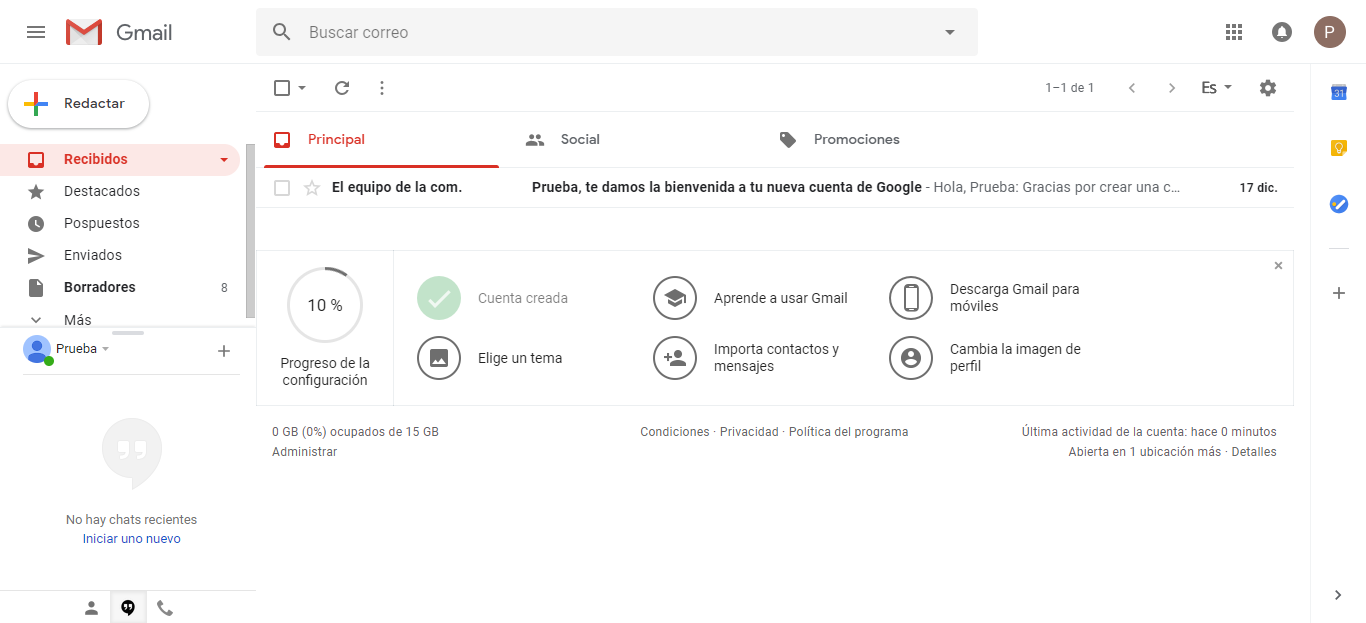 Gmail
Buscar correo
P
Redactar
1–1 de 1
Es
31
Recibidos
Destacados
Pospuestos
Enviados
Borradores 8
Más
Principal
Social
Promociones
El equipo de la com. Prueba, te damos la bienvenida a tu nueva cuenta de Google - Hola, Prueba: Gracias por crear una c... 17 dic.
10 %
Progreso de la
configuración
Cuenta creada
Aprende a usar Gmail
Descarga Gmail para
móviles
Elige un tema
Importa contactos y
mensajes
Cambia la imagen de
perfil
Prueba
0 GB (0%) ocupados de 15 GB
Administrar
Condiciones · Privacidad · Política del programa
Última actividad de la cuenta: hace 0 minutos
Abierta en 1 ubicación más · Detalles
No hay chats recientes
Iniciar uno nuevo